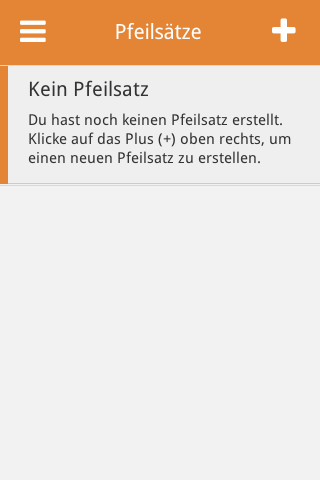 Pfeilsätze
Kein Pfeilsatz
Du hast noch keinen Pfeilsatz erstellt.
Klicke auf das Plus (+) oben rechts, um
einen neuen Pfeilsatz zu erstellen.